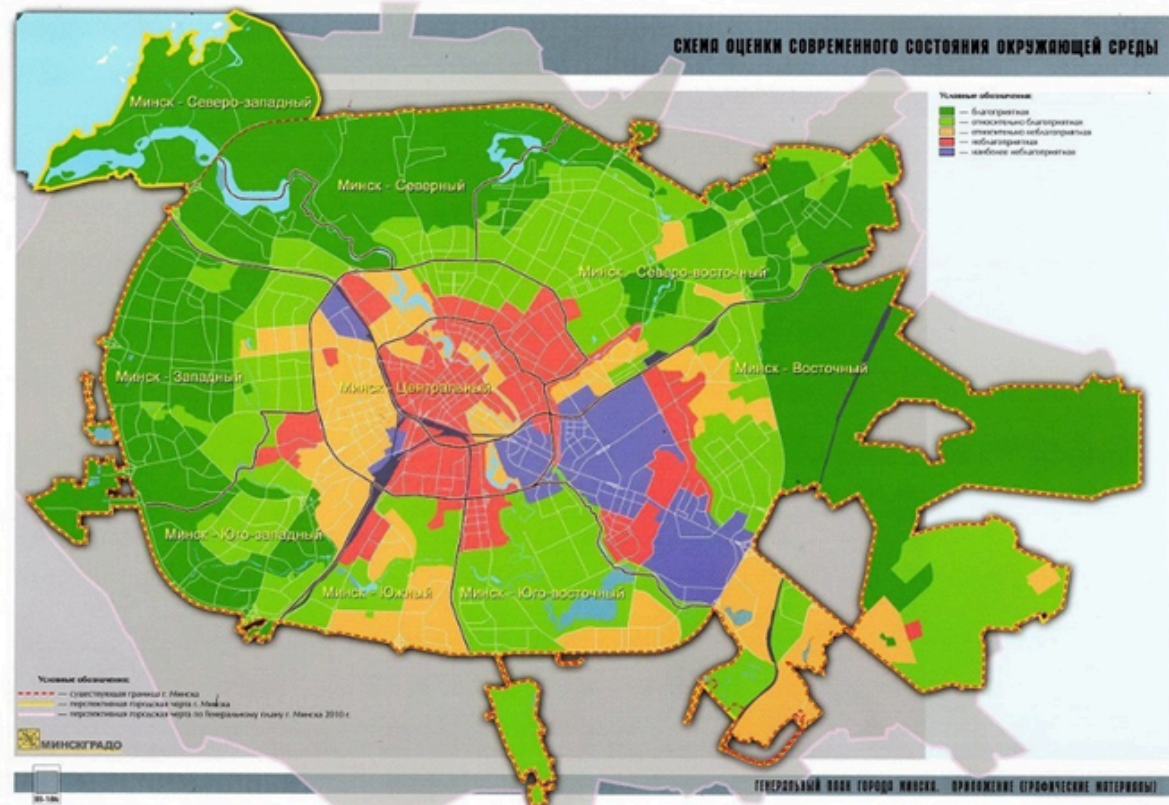 СХЕМА ОЦЕНКИ СОВРЕМЕННОГО СОСТОЯНИЯ ОКРУЖАЮЩЕЙ СРЕДЫ
Условные обозначения:
— благоприятная
— относительно благоприятная
— относительно неблагоприятная
— неблагоприятная
— наиболее неблагоприятная
Минск - Северо-западный
Минск - Северный
Минск - Северо-восточный
Минск - Западный
Минск - Центральный
Минск - Восточный
Минск - Юго-западный
Минск - Южный
Минск - Юго-восточный
Условные обозначения:
— существующая граница г. Минска
— перспективная городская черта г. Минска
— перспективная городская черта по Генеральному плану г. Минска 2010 г.
МИНСКГРАДО
ГЕНЕРАЛЬНЫЙ ПЛАН ГОРОДА МИНСКА. ПРИЛОЖЕНИЕ (ГРАФИЧЕСКИЕ МАТЕРИАЛЫ)